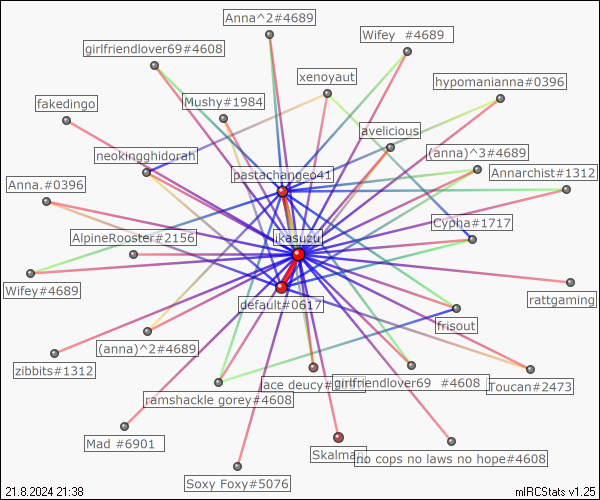 Anna^2#4689
Wifey  #4689
girlfriendlover69#4608
xenoyaut
hypomanianna#0396
fakedingo
Mushy#1984
avelicious
neokingghidorah
(anna)^3#4689
pastachangeo41
Annarchist#1312
Anna.#0396
Cypha#1717
AlpineRooster#2156
ikasuzu
Wifey#4689
rattgaming
default#0617
frisout
(anna)^2#4689
zibbits#1312
ace deucy
girlfriendlover69  #4608
Toucan#2473
ramshackle gorey#4608
Mad #6901
Skalman
no cops no laws no hope#4608
Soxy Foxy#5076
21.8.2024 21:38
mIRCStats v1.25